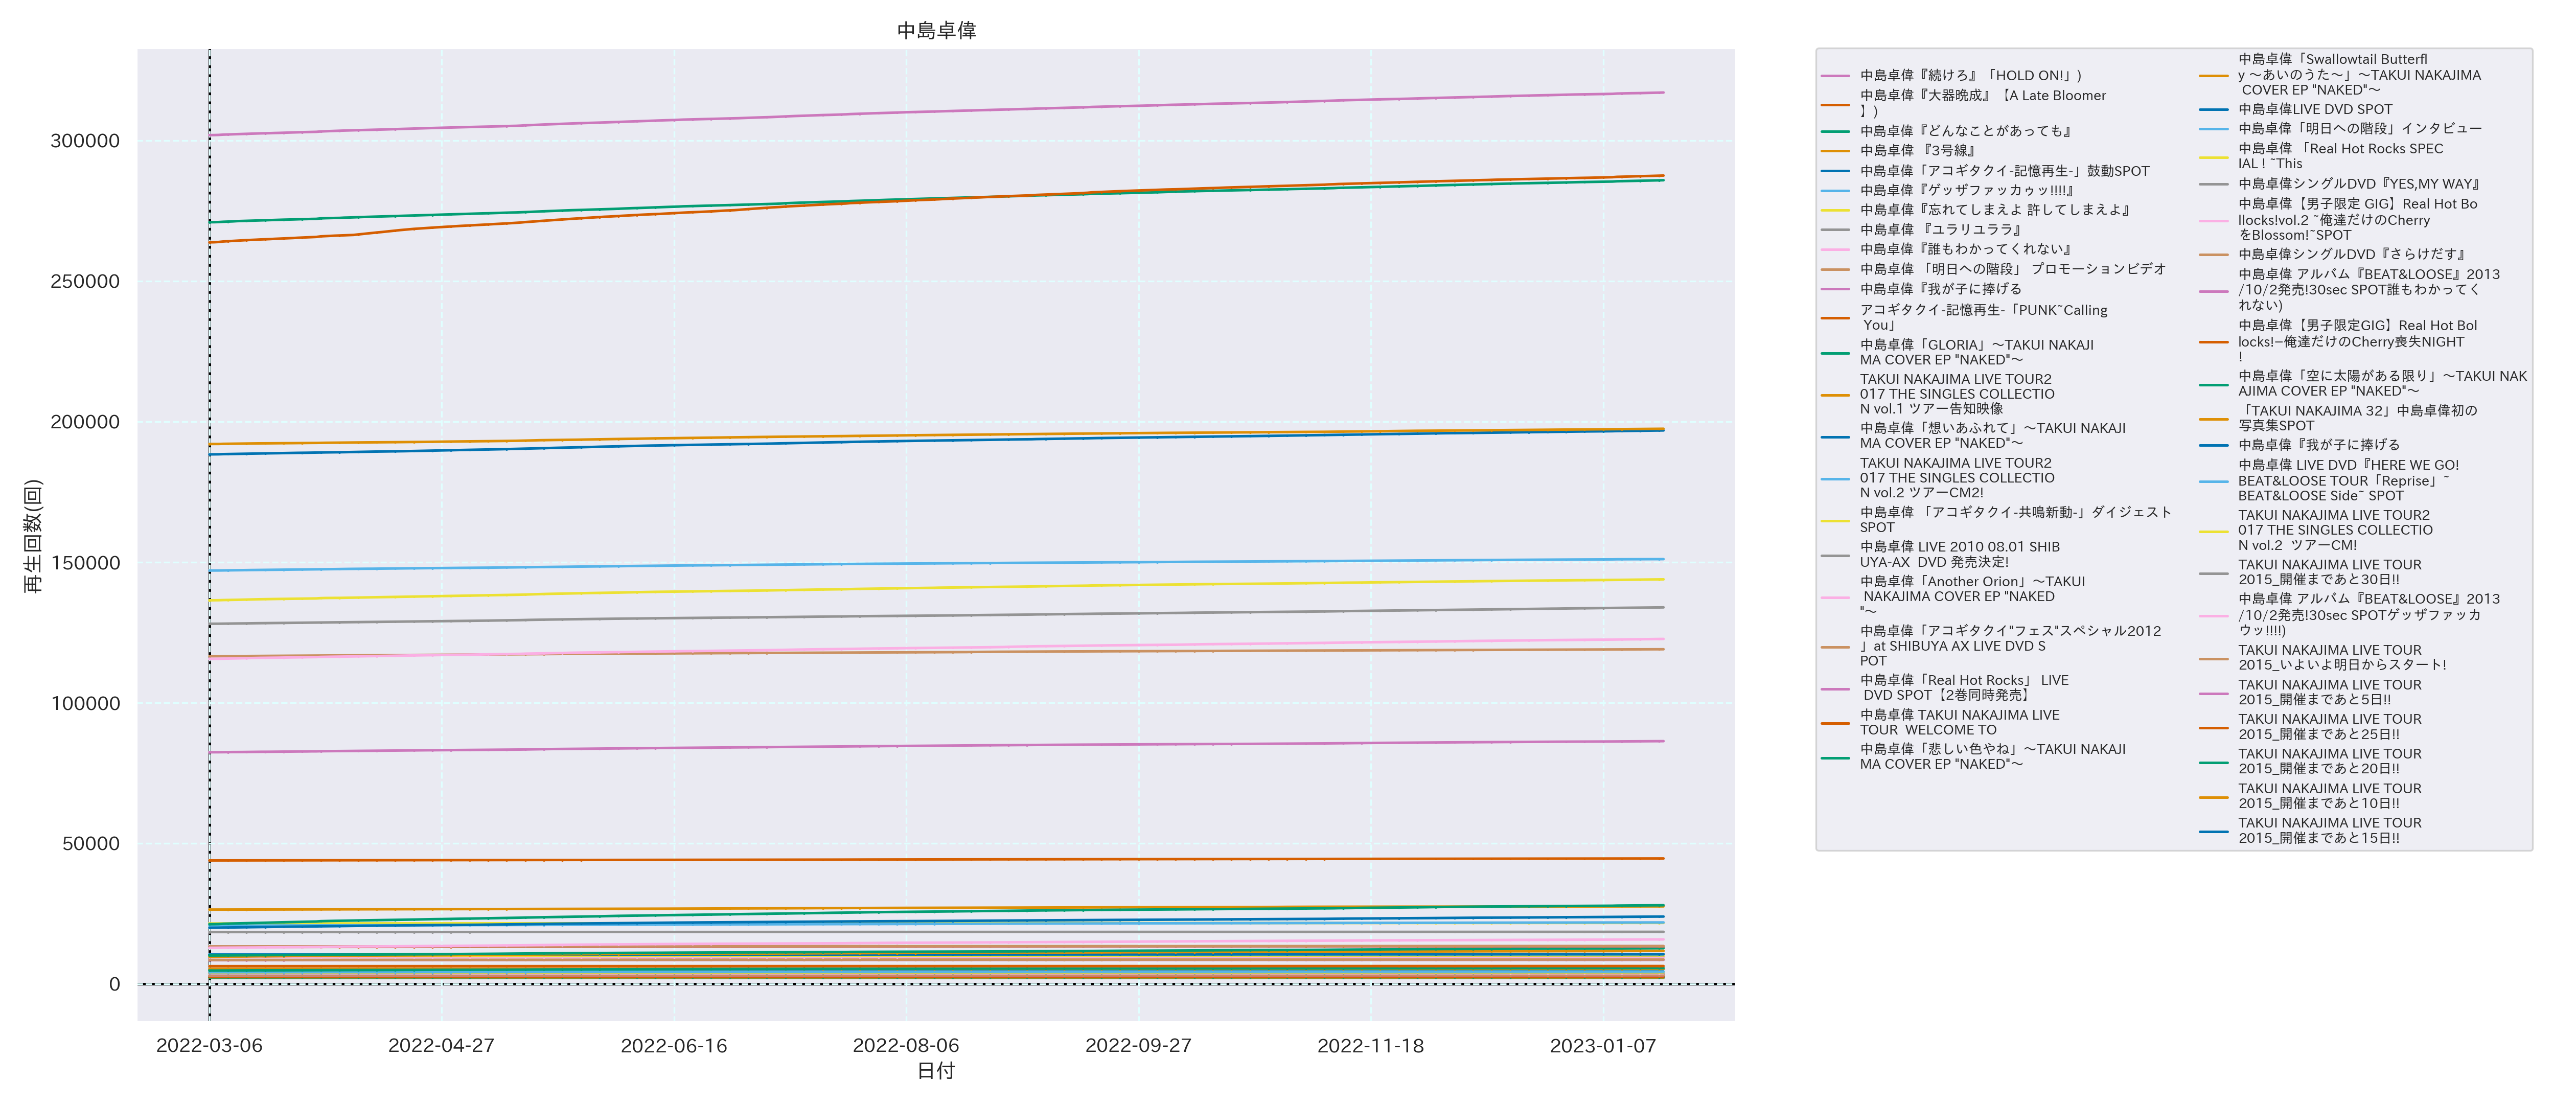 中島卓偉
再生回数(回)
300000
250000
200000
150000
100000
50000
0
2022-03-06
2022-04-27
2022-06-16
2022-08-06
2022-09-27
2022-11-18
2023-01-07
日付
中島卓偉『続けろ』「HOLD ON!」)
中島卓偉『大器晩成』【A Late Bloomer
】)
中島卓偉『どんなことがあっても』
中島卓偉 『3号線』
中島卓偉「アコギタクイ-記憶再生-」鼓動SPOT
中島卓偉『ゲッザファッカゥッ!!!!』
中島卓偉『忘れてしまえよ 許してしまえよ』
中島卓偉 『ユラリユララ』
中島卓偉『誰もわかってくれない』
中島卓偉 「明日への階段」 プロモーションビデオ
中島卓偉『我が子に捧げる
アコギタクイ-記憶再生-「PUNK~Calling
You」
中島卓偉「GLORIA」〜TAKUI NAKAJI
MA COVER EP "NAKED"〜
TAKUI NAKAJIMA LIVE TOUR2
017 THE SINGLES COLLECTIO
N vol.1 ツアー告知映像
中島卓偉「想いあふれて」〜TAKUI NAKAJI
MA COVER EP "NAKED"〜
TAKUI NAKAJIMA LIVE TOUR2
017 THE SINGLES COLLECTIO
N vol.2 ツアーCM2!
中島卓偉 「アコギタクイ-共鳴新動-」ダイジェスト
SPOT
中島卓偉 LIVE 2010 08.01 SHIB
UYA-AX  DVD 発売決定!
中島卓偉「Another Orion」〜TAKUI
NAKAJIMA COVER EP "NAKED
"〜
中島卓偉「アコギタクイ"フェス"スペシャル2012
」at SHIBUYA AX LIVE DVD S
POT
中島卓偉「Real Hot Rocks」 LIVE
DVD SPOT【2巻同時発売】
中島卓偉 TAKUI NAKAJIMA LIVE
TOUR  WELCOME TO
中島卓偉「悲しい色やね」〜TAKUI NAKAJI
MA COVER EP "NAKED"〜
中島卓偉「Swallowtail Butterfl
y 〜あいのうた〜」〜TAKUI NAKAJIMA
COVER EP "NAKED"〜
中島卓偉LIVE DVD SPOT
中島卓偉「明日への階段」インタビュー
中島卓偉 「Real Hot Rocks SPEC
IAL ! ~This
中島卓偉シングルDVD『YES,MY WAY』
中島卓偉【男子限定 GIG】Real Hot Bo
llocks!vol.2 ~俺達だけのCherry
をBlossom!~SPOT
中島卓偉シングルDVD『さらけだす』
中島卓偉 アルバム『BEAT&LOOSE』2013
/10/2発売!30sec SPOT誰もわかってく
れない)
中島卓偉【男子限定GIG】Real Hot Bol
locks!−俺達だけのCherry喪失NIGHT
!
中島卓偉「空に太陽がある限り」〜TAKUI NAK
AJIMA COVER EP "NAKED"〜
「TAKUI NAKAJIMA 32」中島卓偉初の
写真集SPOT
中島卓偉『我が子に捧げる
中島卓偉 LIVE DVD『HERE WE GO!
BEAT&LOOSE TOUR「Reprise」~
BEAT&LOOSE Side~ SPOT
TAKUI NAKAJIMA LIVE TOUR2
017 THE SINGLES COLLECTIO
N vol.2  ツアーCM!
TAKUI NAKAJIMA LIVE TOUR
2015_開催まであと30日!!
中島卓偉 アルバム『BEAT&LOOSE』2013
/10/2発売!30sec SPOTゲッザファッカ
ウッ!!!!)
TAKUI NAKAJIMA LIVE TOUR
2015_いよいよ明日からスタート!
TAKUI NAKAJIMA LIVE TOUR
2015_開催まであと5日!!
TAKUI NAKAJIMA LIVE TOUR
2015_開催まであと25日!!
TAKUI NAKAJIMA LIVE TOUR
2015_開催まであと20日!!
TAKUI NAKAJIMA LIVE TOUR
2015_開催まであと10日!!
TAKUI NAKAJIMA LIVE TOUR
2015_開催まであと15日!!